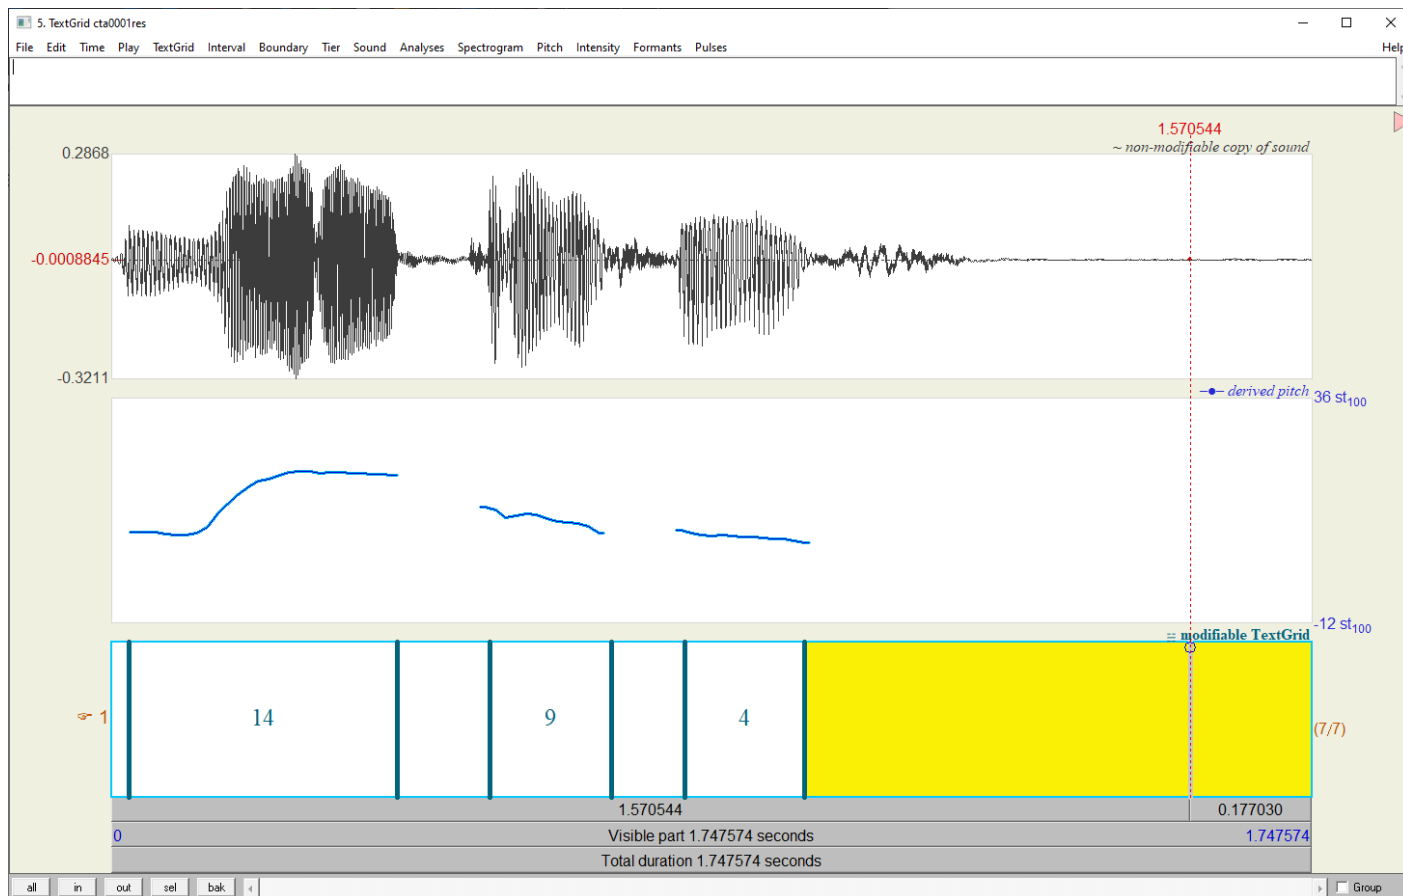 5. TextGrid cta0001res
File Edit Time Play TextGrid Interval Boundary Tier Sound Analyses Spectrogram Pitch Intensity Formants Pulses Help
1.570544
~ non-modifiable copy of sound
0.2868
-0.0008845
-0.3211
derived pitch
36 st100
-12 st100
modifiable TextGrid
1 14 9 4 (7/7)
1.570544 0.177030
0 Visible part 1.747574 seconds 1.747574
Total duration 1.747574 seconds
all in out sel bak Group